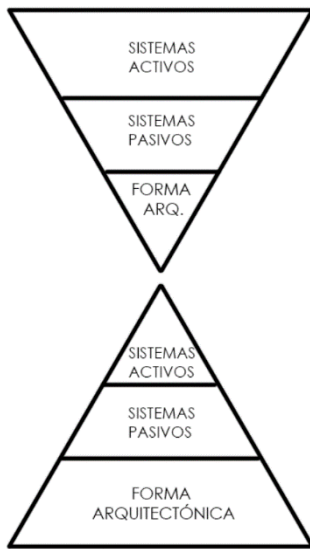 SISTEMAS
ACTIVOS
SISTEMAS
PASIVOS
FORMA
ARQ.
SISTEMAS
ACTIVOS
SISTEMAS
PASIVOS
FORMA
ARQUITECTÓNICA